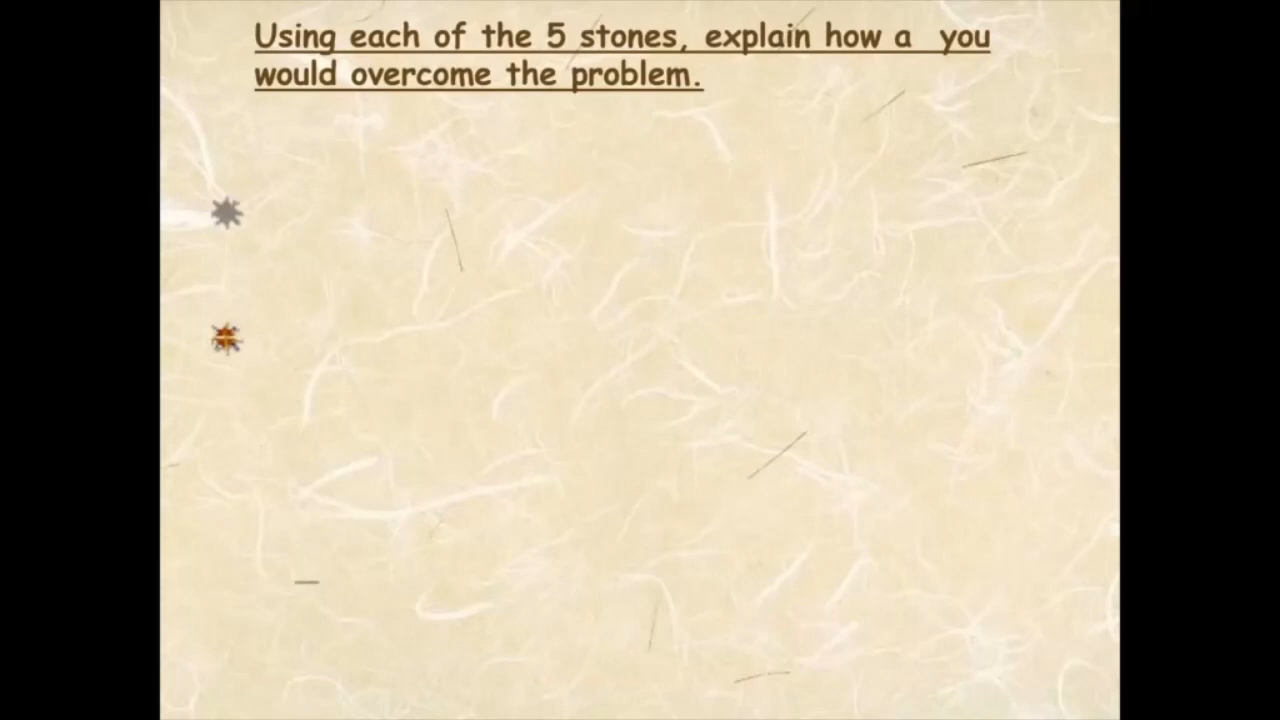 Using each of the 5 stones, explain how a  you
would overcome the problem.